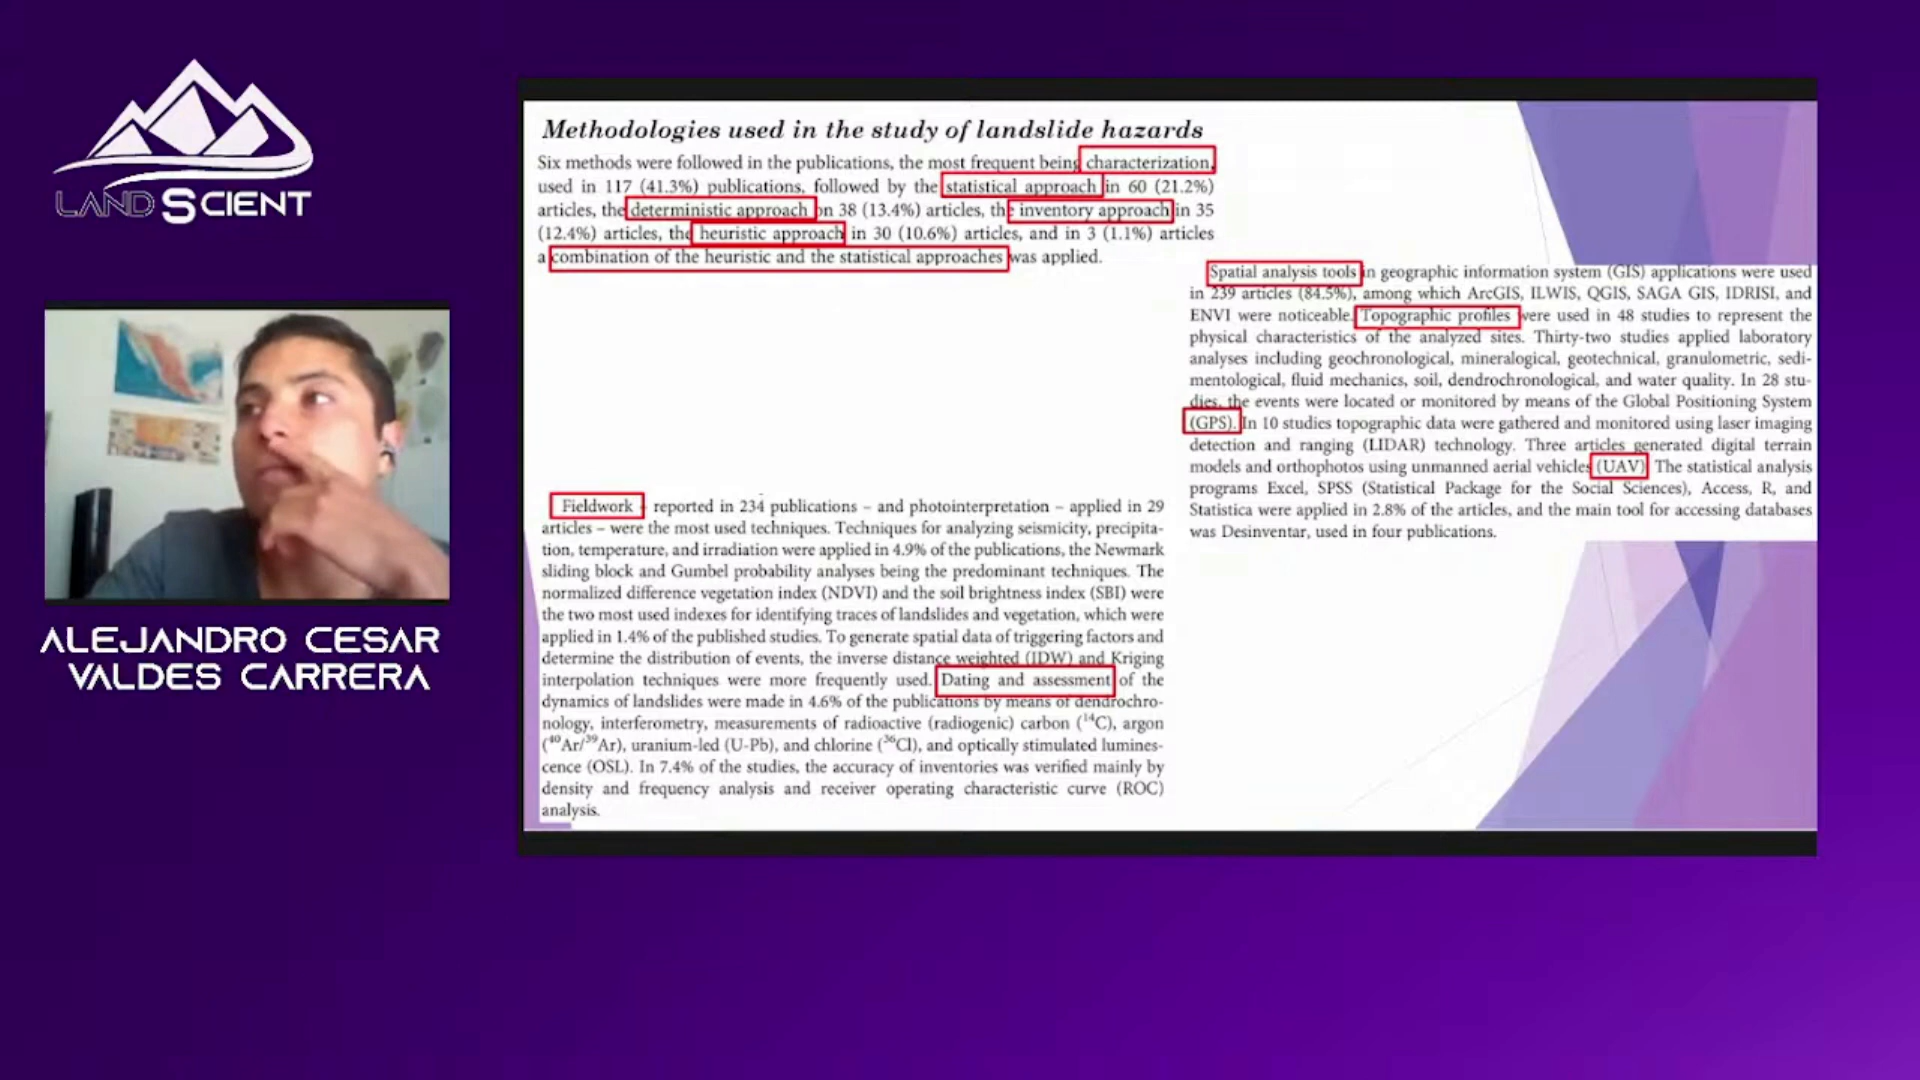 LANDSCIENT
ALEJANDRO CESAR
VALDES CARRERA
Methodologies used in the study of landslide hazards
Six methods were followed in the publications, the most frequent being characterization,
used in 117 (41.3%) publications, followed by the statistical approach in 60 (21.2%)
articles, the deterministic approach on 38 (13.4%) articles, the inventory approach in 35
(12.4%) articles, the heuristic approach in 30 (10.6%) articles, and in 3 (1.1%) articles
a combination of the heuristic and the statistical approaches was applied.
Fieldwork – reported in 234 publications – and photointerpretation – applied in 29
articles – were the most used techniques. Techniques for analyzing seismicity, precipita-
tion, temperature, and irradiation were applied in 4.9% of the publications, the Newmark
sliding block and Gumbel probability analyses being the predominant techniques. The
normalized difference vegetation index (NDVI) and the soil brightness index (SBI) were
the two most used indexes for identifying traces of landslides and vegetation, which were
applied in 1.4% of the published studies. To generate spatial data of triggering factors and
determine the distribution of events, the inverse distance weighted (IDW) and Kriging
interpolation techniques were more frequently used. Dating and assessment of the
dynamics of landslides were made in 4.6% of the publications by means of dendrochro-
nology, interferometry, measurements of radioactive (radiogenic) carbon (¹⁴C), argon
(⁴⁰Ar/³⁹Ar), uranium-led (U-Pb), and chlorine (³⁶Cl), and optically stimulated lumines-
cence (OSL). In 7.4% of the studies, the accuracy of inventories was verified mainly by
density and frequency analysis and receiver operating characteristic curve (ROC)
analysis.
Spatial analysis tools in geographic information system (GIS) applications were used
in 239 articles (84.5%), among which ArcGIS, ILWIS, QGIS, SAGA GIS, IDRISI, and
ENVI were noticeable. Topographic profiles were used in 48 studies to represent the
physical characteristics of the analyzed sites. Thirty-two studies applied laboratory
analyses including geochronological, mineralogical, geotechnical, granulometric, sedi-
mentological, fluid mechanics, soil, dendrochronological, and water quality. In 28 stu-
dies, the events were located or monitored by means of the Global Positioning System
(GPS). In 10 studies topographic data were gathered and monitored using laser imaging
detection and ranging (LIDAR) technology. Three articles generated digital terrain
models and orthophotos using unmanned aerial vehicles (UAV) The statistical analysis
programs Excel, SPSS (Statistical Package for the Social Sciences), Access, R, and
Statistica were applied in 2.8% of the articles, and the main tool for accessing databases
was Desinventar, used in four publications.